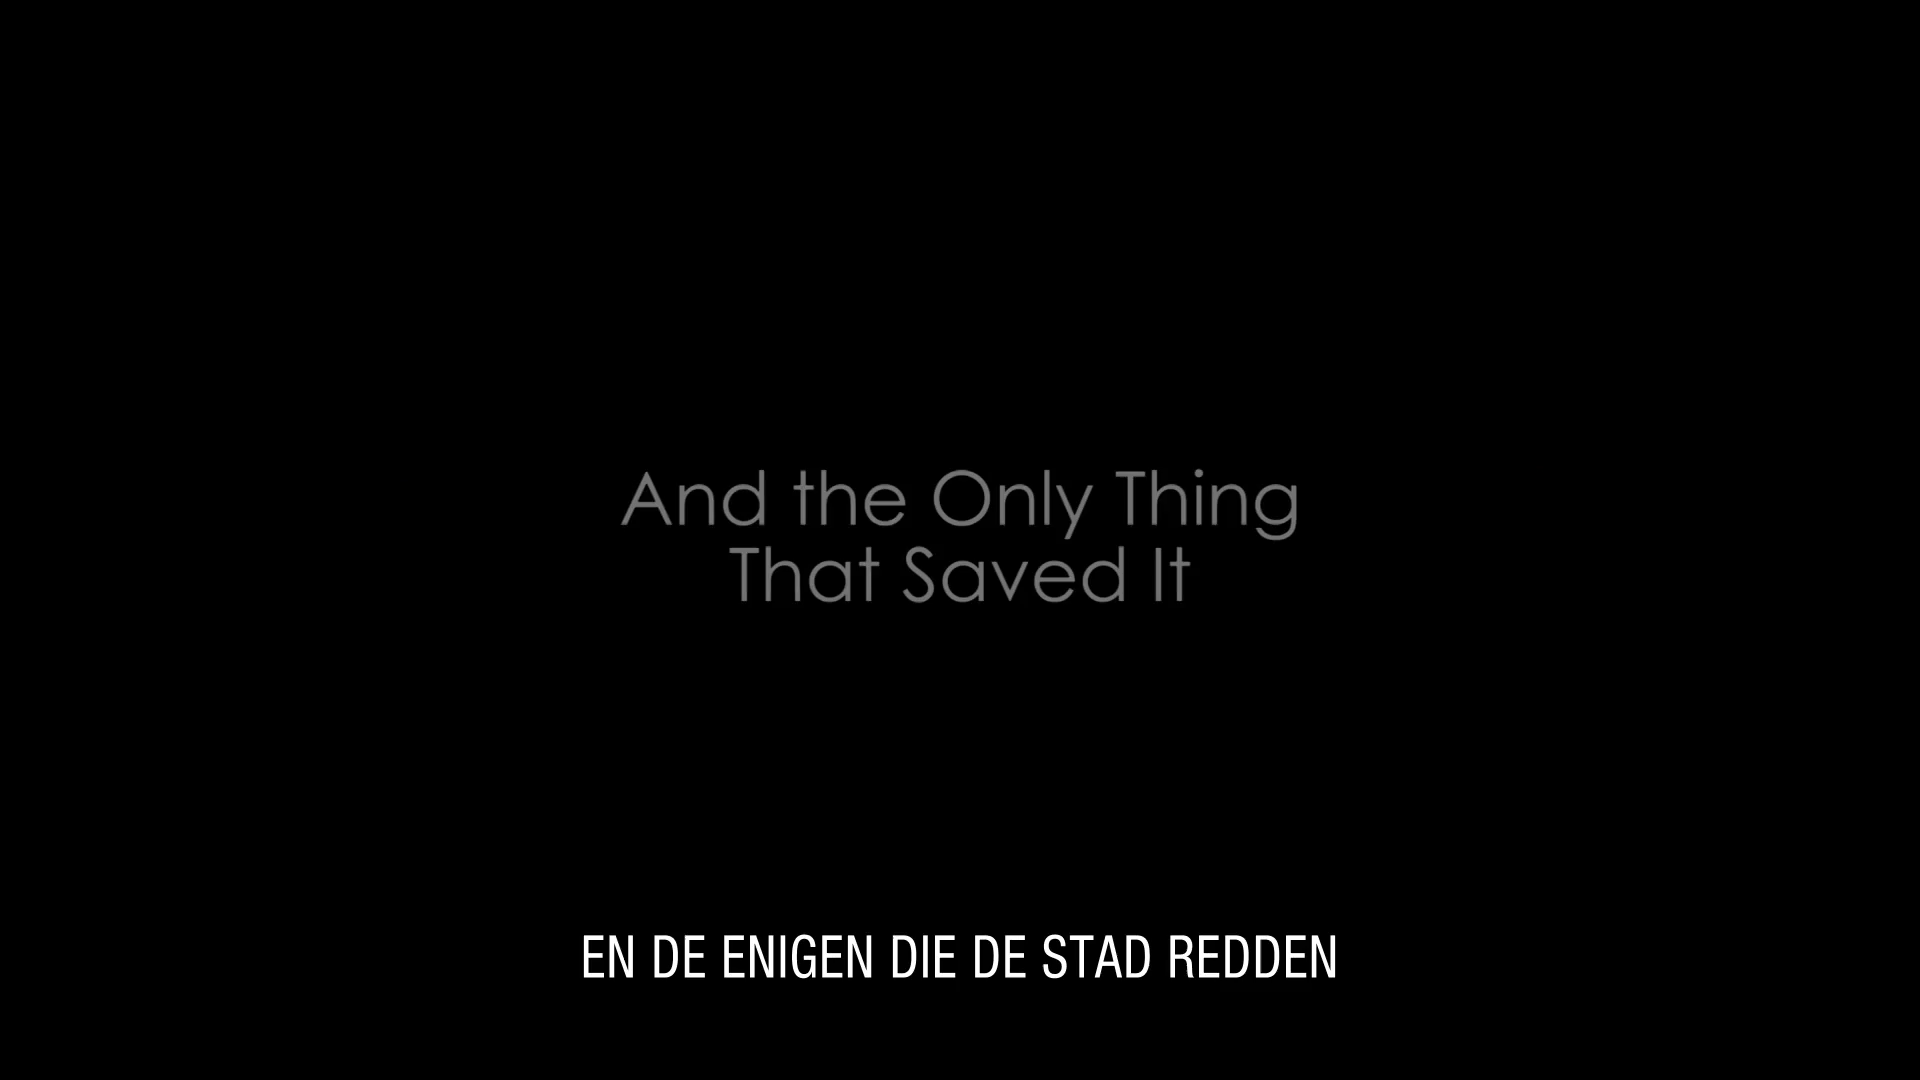 And the Only Thing
That Saved It
EN DE ENIGEN DIE DE STAD REDDEN